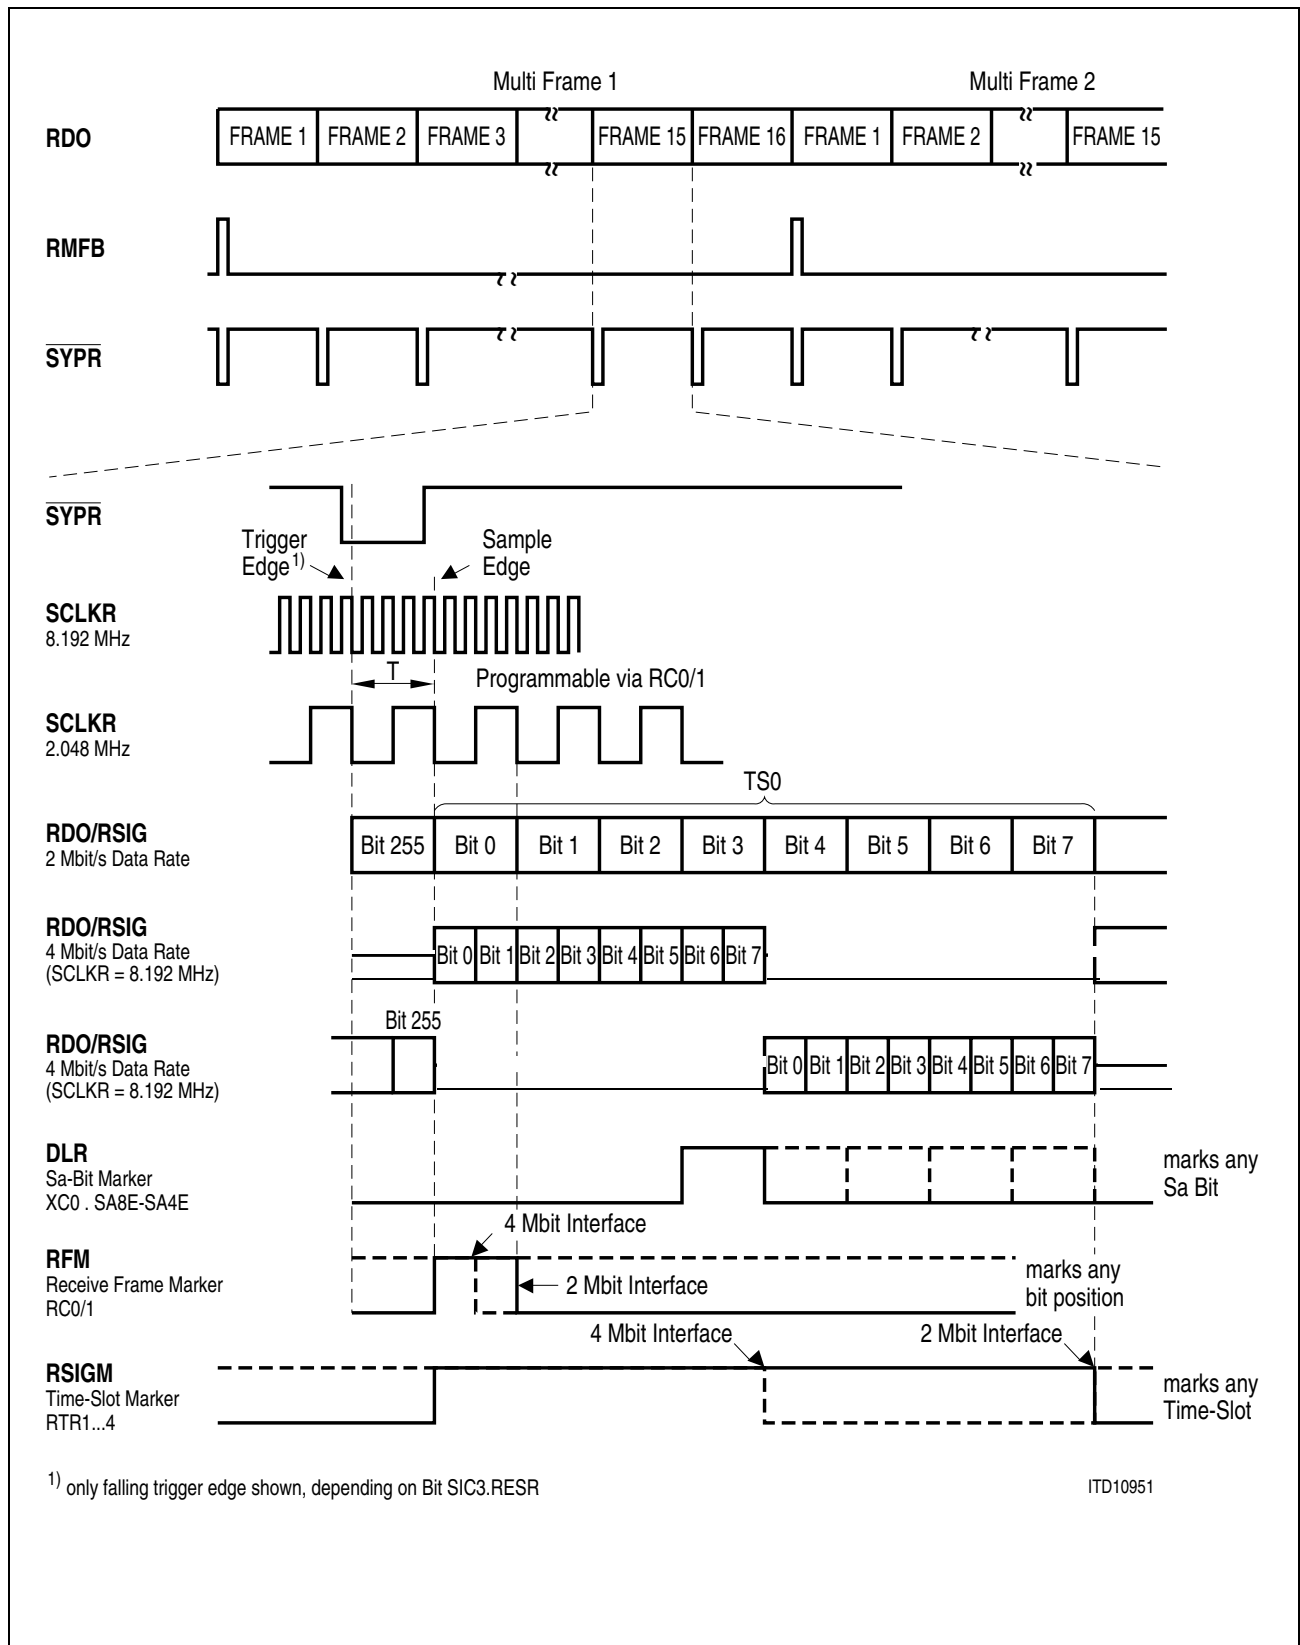 Multi Frame 1 Multi Frame 2
RDO FRAME 1 FRAME 2 FRAME 3 FRAME 15 FRAME 16 FRAME 1 FRAME 2 FRAME 15
RMFB
SYPR
SYPR
Trigger
Edge 1)
Sample
Edge
SCLKR
8.192 MHz
T
Programmable via RC0/1
SCLKR
2.048 MHz
TS0
RDO/RSIG
2 Mbit/s Data Rate
Bit 255 Bit 0 Bit 1 Bit 2 Bit 3 Bit 4 Bit 5 Bit 6 Bit 7
RDO/RSIG
4 Mbit/s Data Rate
(SCLKR = 8.192 MHz)
Bit 0 Bit 1 Bit 2 Bit 3 Bit 4 Bit 5 Bit 6 Bit 7
Bit 255
RDO/RSIG
4 Mbit/s Data Rate
(SCLKR = 8.192 MHz)
Bit 0 Bit 1 Bit 2 Bit 3 Bit 4 Bit 5 Bit 6 Bit 7
DLR
Sa-Bit Marker
XC0 . SA8E-SA4E
marks any
Sa Bit
4 Mbit Interface
RFM
Receive Frame Marker
RC0/1
2 Mbit Interface
marks any
bit position
4 Mbit Interface 2 Mbit Interface
RSIGM
Time-Slot Marker
RTR1...4
marks any
Time-Slot
1) only falling trigger edge shown, depending on Bit SIC3.RESR
ITD10951